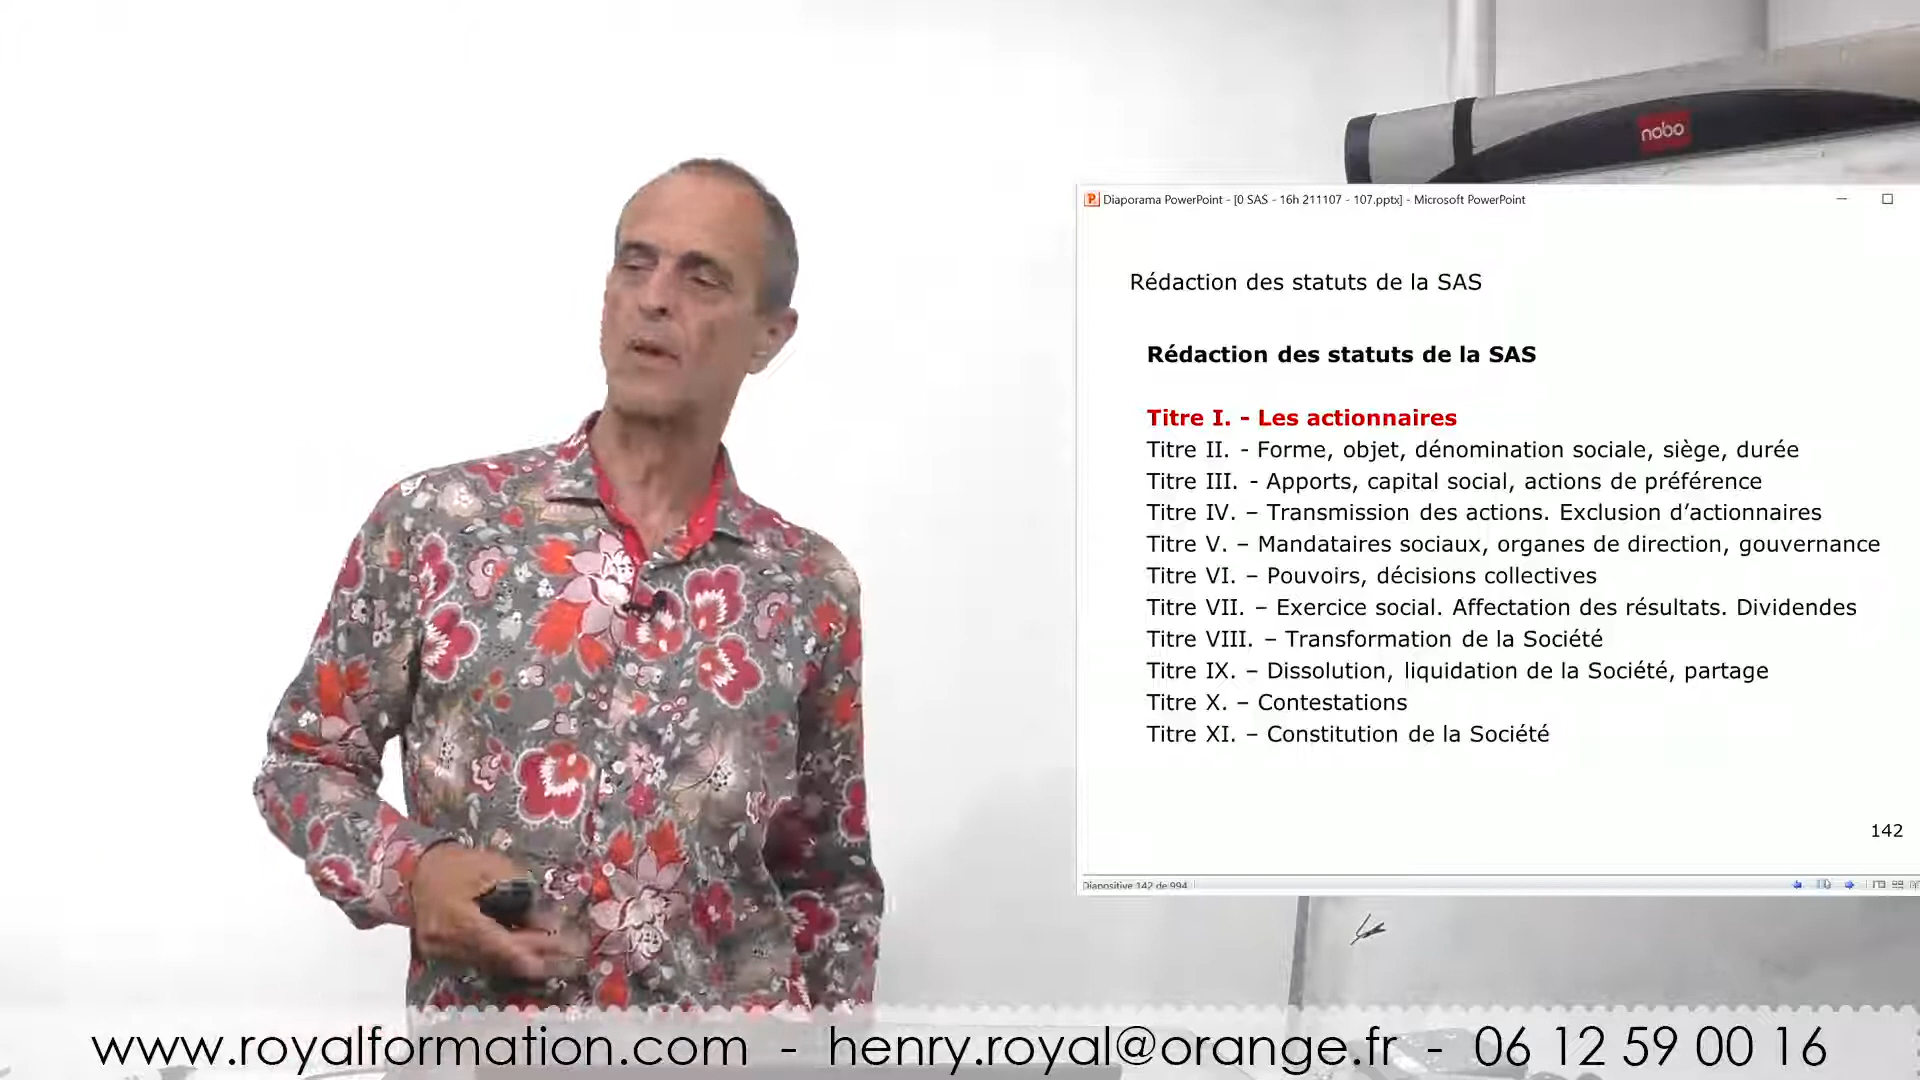 nobo
Diaporama PowerPoint - [0 SAS - 16h 211107 - 107.pptx] - Microsoft PowerPoint
Rédaction des statuts de la SAS
Rédaction des statuts de la SAS
Titre I. - Les actionnaires
Titre II. - Forme, objet, dénomination sociale, siège, durée
Titre III. - Apports, capital social, actions de préférence
Titre IV. – Transmission des actions. Exclusion d’actionnaires
Titre V. – Mandataires sociaux, organes de direction, gouvernance
Titre VI. – Pouvoirs, décisions collectives
Titre VII. – Exercice social. Affectation des résultats. Dividendes
Titre VIII. – Transformation de la Société
Titre IX. – Dissolution, liquidation de la Société, partage
Titre X. – Contestations
Titre XI. – Constitution de la Société
142
Diapositive 142 de 994
www.royalformation.com - henry.royal@orange.fr - 06 12 59 00 16